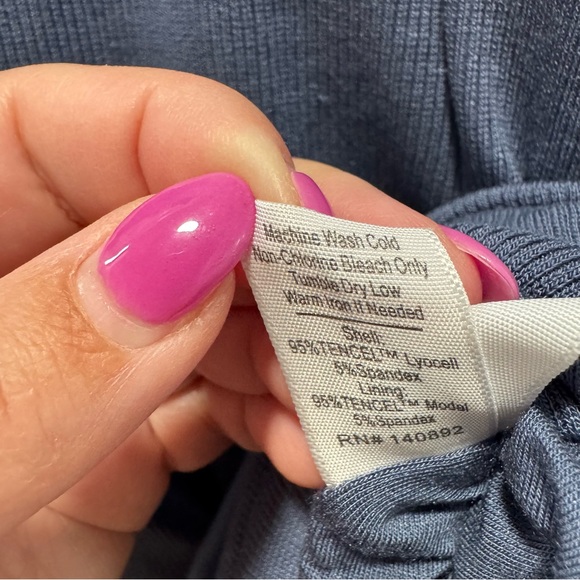 Machine Wash Cold
Non-Chlorine Bleach Only
Tumble Dry Low
Warm Iron If Needed
Shell:
95%TENCEL™ Lyocell
5%Spandex
Lining:
95%TENCEL™ Modal
5%Spandex
RN# 140892